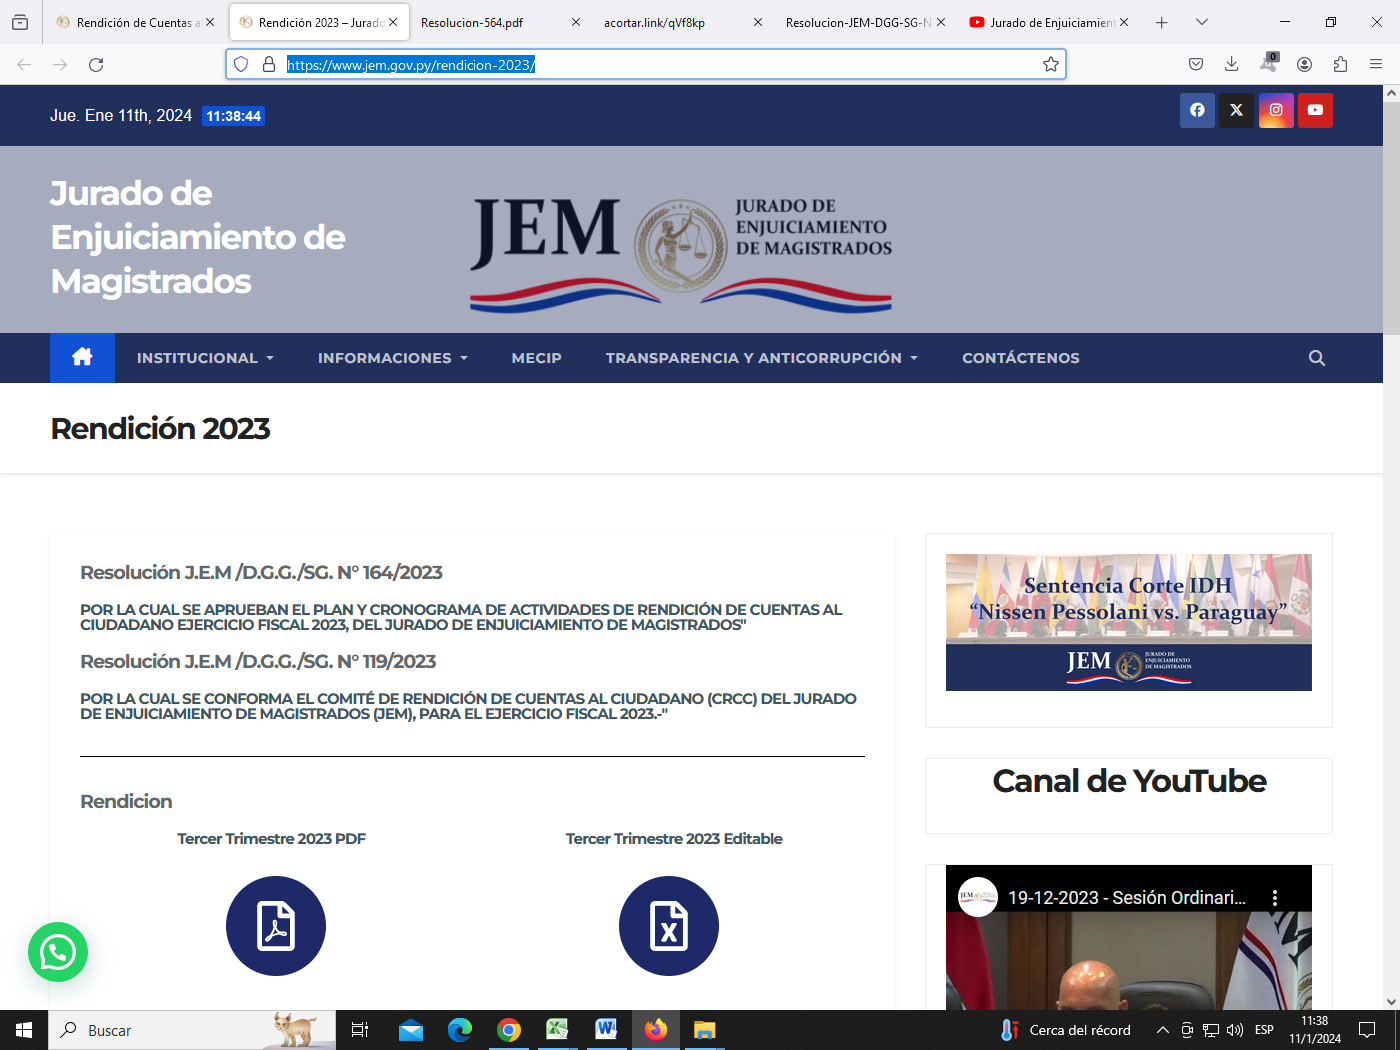 Rendición de Cuentas a
Rendición 2023 – Jurado
Resolucion-564.pdf
acortar.link/qVf8kp
Resolucion-JEM-DGG-SG-N
Jurado de Enjuiciamient
https://www.jem.gov.py/rendicion-2023/
0
Jue. Ene 11th, 2024 11:38:44
Jurado de
Enjuiciamiento de
Magistrados
JEM
JURADO DE
ENJUICIAMIENTO
DE MAGISTRADOS
INSTITUCIONAL
INFORMACIONES
MECIP
TRANSPARENCIA Y ANTICORRUPCIÓN
CONTÁCTENOS
Rendición 2023
Resolución J.E.M /D.G.G./SG. N° 164/2023
POR LA CUAL SE APRUEBAN EL PLAN Y CRONOGRAMA DE ACTIVIDADES DE RENDICIÓN DE CUENTAS AL
CIUDADANO EJERCICIO FISCAL 2023, DEL JURADO DE ENJUICIAMIENTO DE MAGISTRADOS"
Resolución J.E.M /D.G.G./SG. N° 119/2023
POR LA CUAL SE CONFORMA EL COMITÉ DE RENDICIÓN DE CUENTAS AL CIUDADANO (CRCC) DEL JURADO
DE ENJUICIAMIENTO DE MAGISTRADOS (JEM), PARA EL EJERCICIO FISCAL 2023.-"
Rendicion
Tercer Trimestre 2023 PDF
Tercer Trimestre 2023 Editable
Sentencia Corte IDH
“Nissen Pessolani vs. Paraguay”
JEM
JURADO DE
ENJUICIAMIENTO
DE MAGISTRADOS
Canal de YouTube
JEM
19-12-2023 - Sesión Ordinari...
Buscar
Cerca del récord
ESP
11:38
11/1/2024